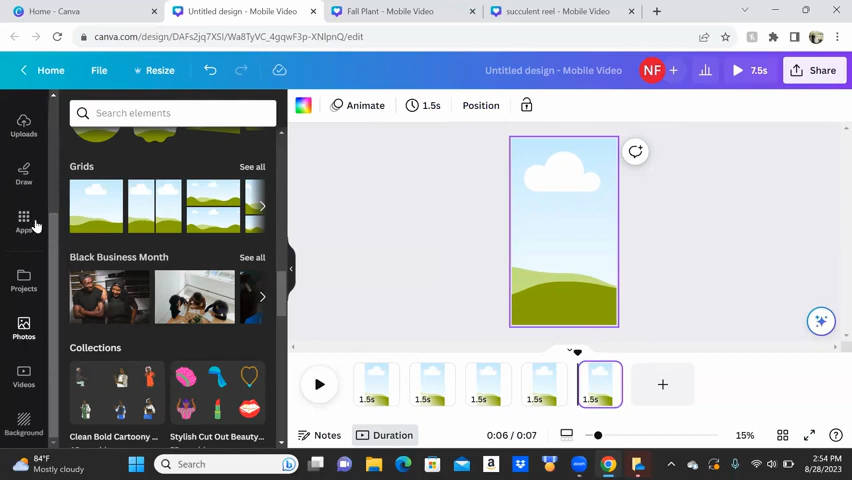 Home - Canva
Untitled design - Mobile Video
Fall Plant - Mobile Video
succulent reel - Mobile Video
canva.com/design/DAFs2jq7XSI/Wa8TyVC_4gqwF3p-XNlpnQ/edit
Home
File
Resize
Untitled design - Mobile Video
NF
7.5s
Share
Search elements
Animate
1.5s
Position
Uploads
Draw
Apps
Projects
Photos
Videos
Background
Grids
See all
Black Business Month
See all
Collections
Clean Bold Cartoony ...
Stylish Cut Out Beauty...
1.5s
1.5s
1.5s
1.5s
1.5s
Notes
Duration
0:06 / 0:07
15%
84°F
Mostly cloudy
Search
2:54 PM
8/28/2023